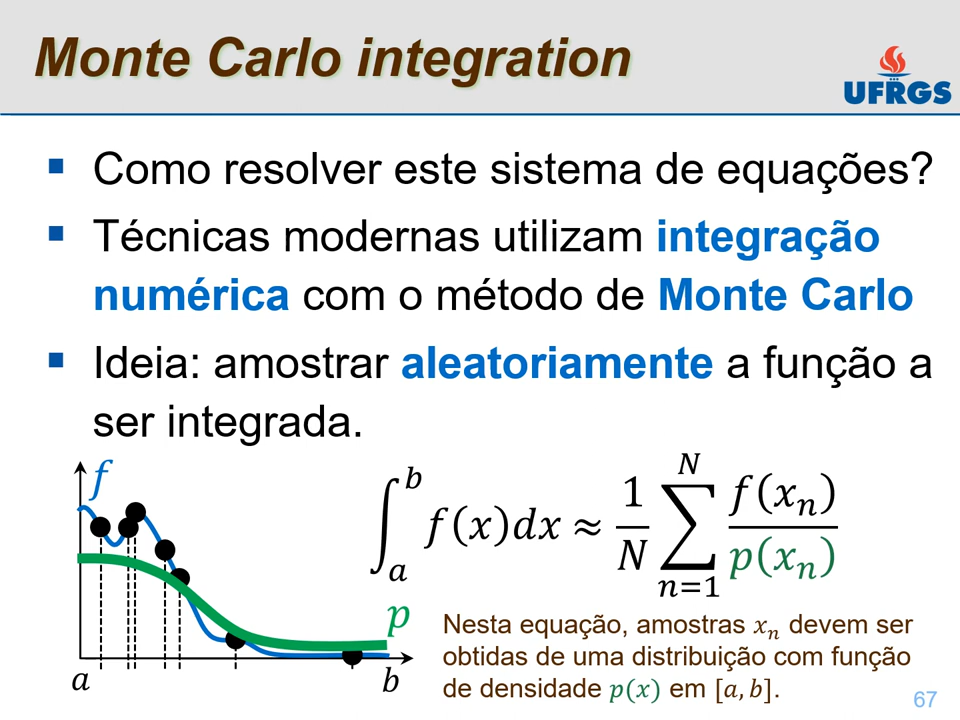 Monte Carlo integration
UFRGS
▪ Como resolver este sistema de equações?
▪ Técnicas modernas utilizam integração
numérica com o método de Monte Carlo
▪ Ideia: amostrar aleatoriamente a função a
ser integrada.
f
p
a b
∫_a^b f(x)dx ≈ 1/N ∑_{n=1}^{N} f(x_n)/p(x_n)
Nesta equação, amostras x_n devem ser
obtidas de uma distribuição com função
de densidade p(x) em [a, b].
67